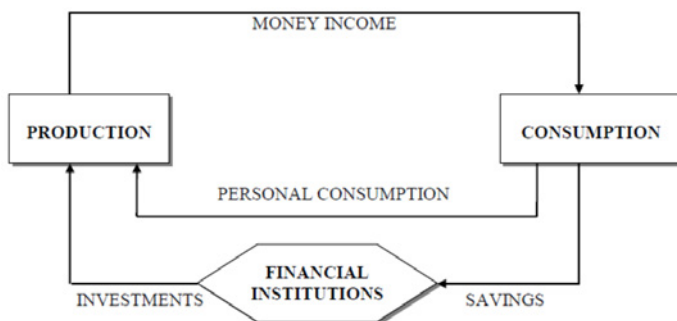 MONEY INCOME
PRODUCTION
CONSUMPTION
PERSONAL CONSUMPTION
FINANCIAL
INSTITUTIONS
INVESTMENTS
SAVINGS